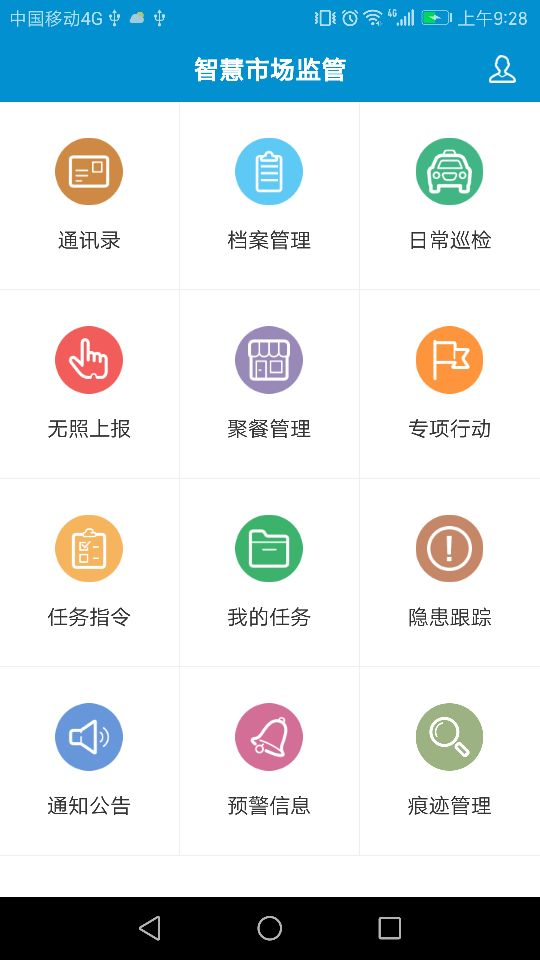 中国移动4G 4G 上午9:28
智慧市场监管
通讯录 档案管理 日常巡检
无照上报 聚餐管理 专项行动
任务指令 我的任务 隐患跟踪
通知公告 预警信息 痕迹管理